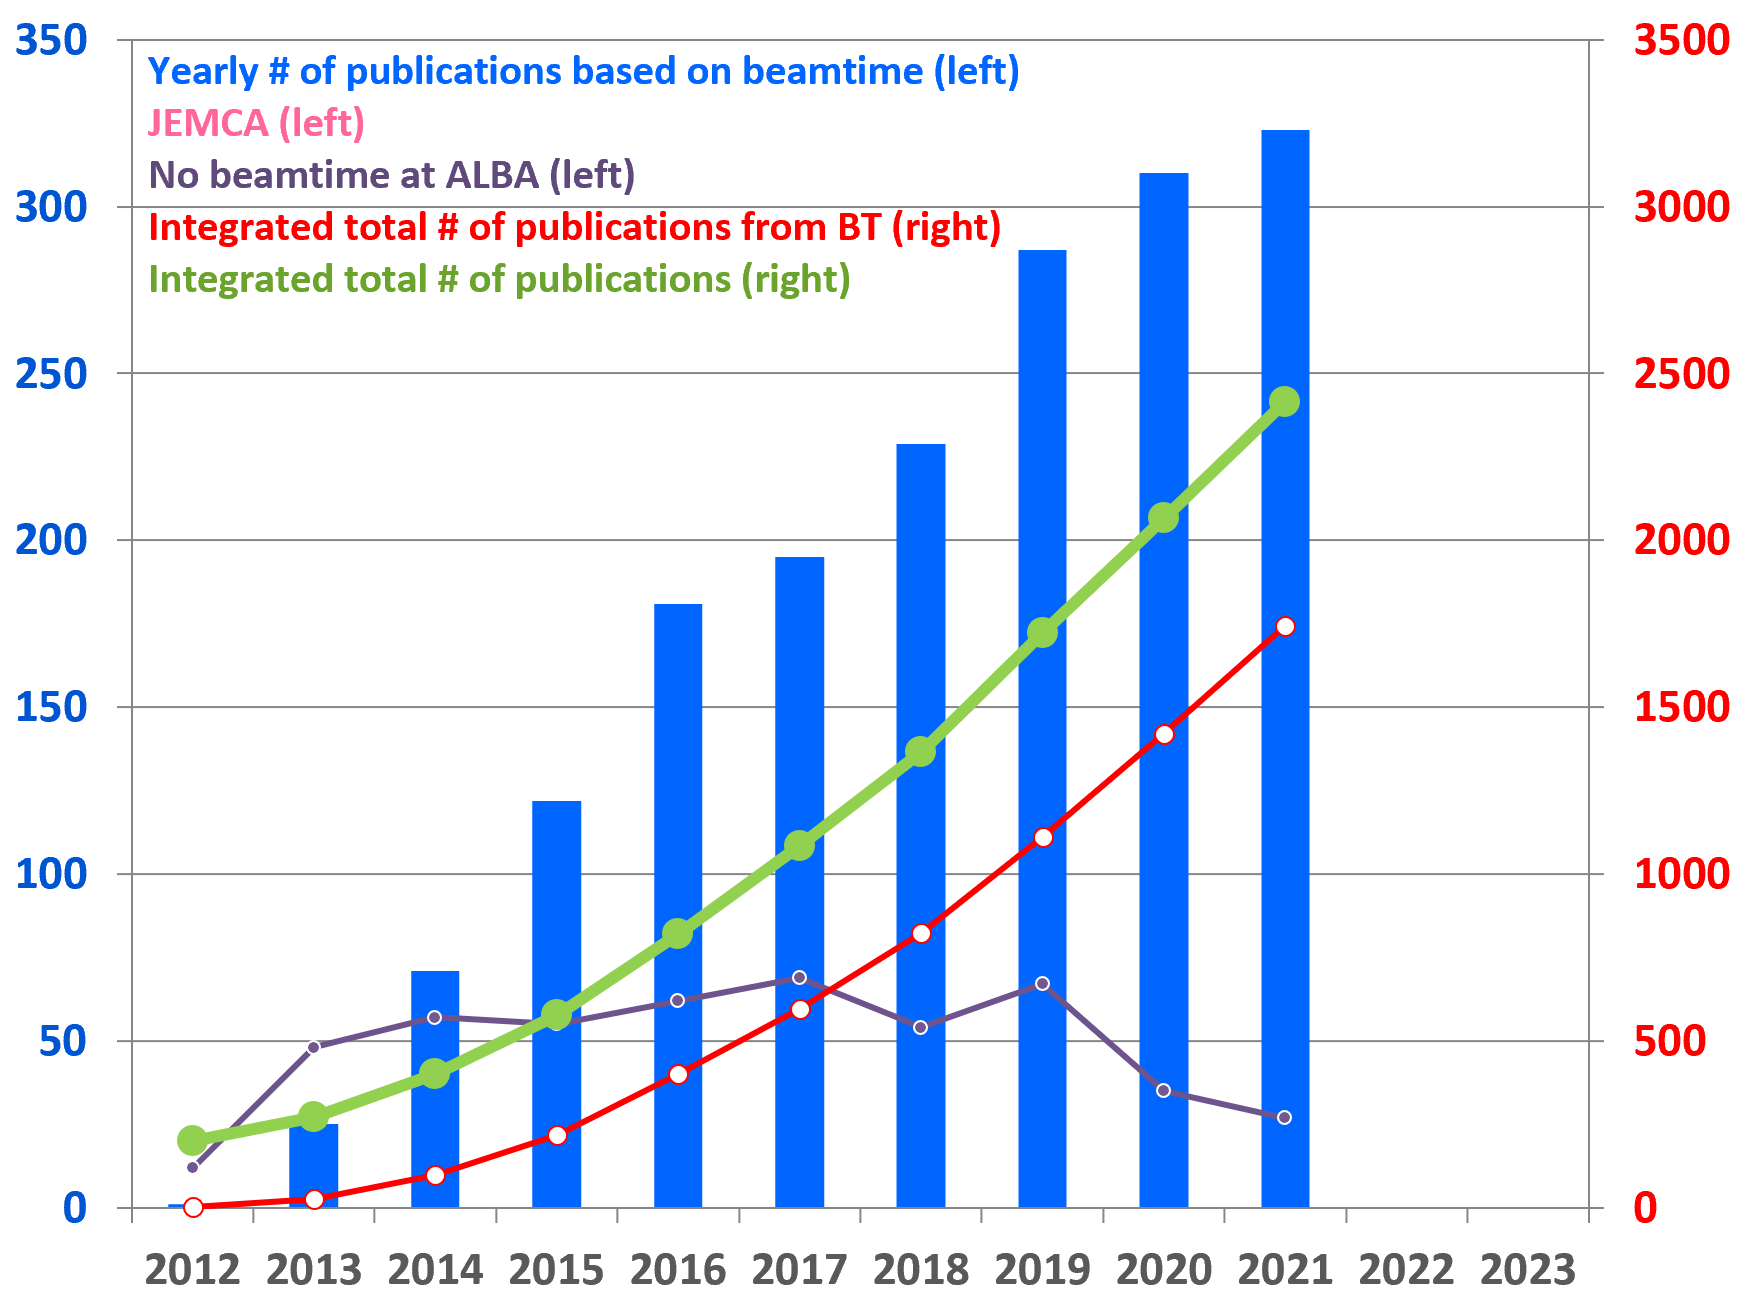 350
300
250
200
150
100
50
0
Yearly # of publications based on beamtime (left)
JEMCA (left)
No beamtime at ALBA (left)
Integrated total # of publications from BT (right)
Integrated total # of publications (right)
3500
3000
2500
2000
1500
1000
500
0
2012 2013 2014 2015 2016 2017 2018 2019 2020 2021 2022 2023